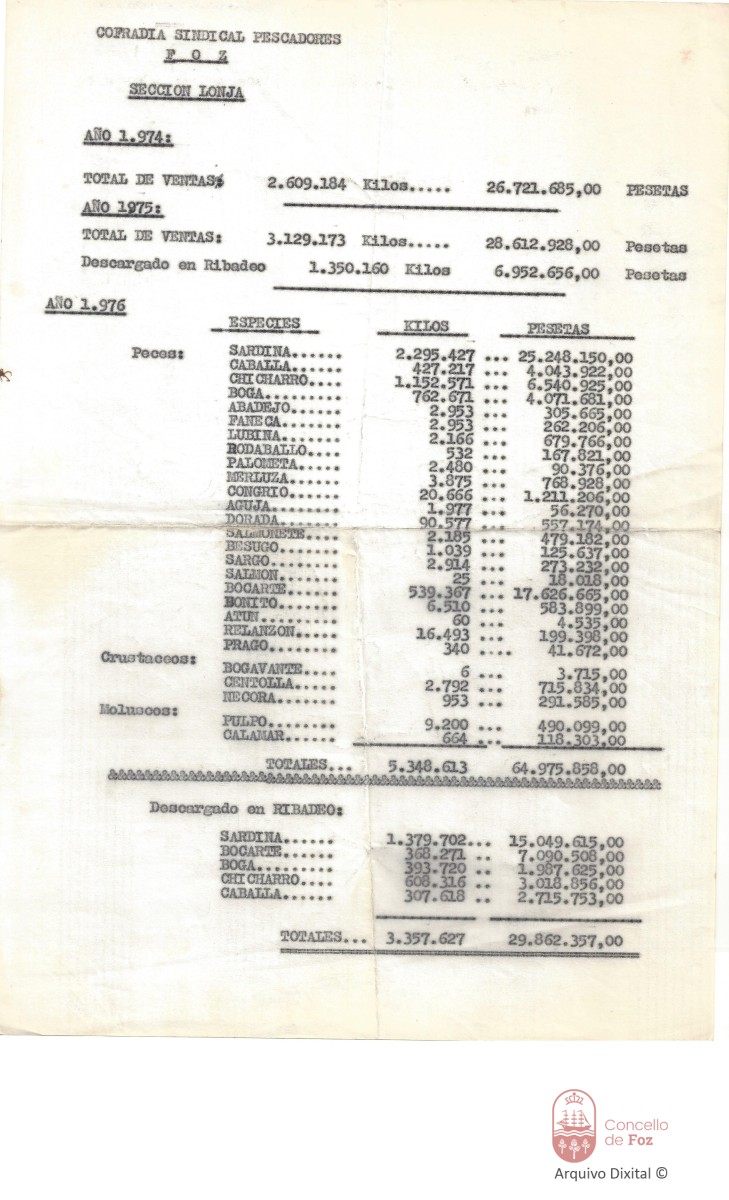 COFRADIA SINDICAL PESCADORES
F O Z
SECCION LONJA
AÑO 1.974:
TOTAL DE VENTAS: 2.609.184 Kilos..... 26.721.685,00 PESETAS
AÑO 1975:
TOTAL DE VENTAS: 3.129.173 Kilos..... 28.612.928,00 Pesetas
Descargado en Ribadeo 1.350.160 Kilos 6.952.656,00 Pesetas
AÑO 1.976
ESPECIES KILOS PESETAS
Peces: SARDINA...... 2.295.427 ... 25.248.150,00
CABALLA...... 427.217 ... 4.043.922,00
CHICHARRO.... 1.152.571 ... 6.540.925,00
BOGA......... 762.671 ... 4.071.681,00
ABADEJO...... 2.953 ... 305.665,00
FANECA....... 2.953 ... 262.206,00
LUBINA....... 2.166 ... 679.766,00
RODABALLO.... 532 ... 167.821,00
PALOMETA..... 2.480 ... 90.376,00
MERLUZA...... 3.875 ... 768.928,00
CONGRIO...... 20.666 ... 1.211.206,00
AGUJA........ 1.977 ... 56.270,00
DORADA....... 90.577 ... 557.174,00
SALMONETE.... 2.185 ... 479.182,00
BESUGO....... 1.039 ... 125.637,00
SARGO........ 2.914 ... 273.232,00
SALMON....... 25 ... 18.018,00
BOCARTE...... 539.367 ... 17.626.665,00
BONITO....... 6.510 ... 583.899,00
ATUN......... 60 ... 4.535,00
RELANZON..... 16.493 ... 199.398,00
PRAGO........ 340 .... 41.672,00
Crustaceos:
BOGAVANTE.... 6 ... 3.715,00
CENTOLLA..... 2.792 ... 715.834,00
NECORA....... 953 ... 291.585,00
Moluscos:
PULPO........ 9.200 ... 490.099,00
CALAMAR...... 664 ... 118.303,00
TOTALES... 5.348.613 64.975.858,00
&&&&&&&&&&&&&&&&&&&&&&&&&&&&&&&&&&&&&&&&&&&&&&&&&&&&&&&&&&&&&&&&
Descargado en RIBADEO:
SARDINA...... 1.379.702... 15.049.615,00
BOCARTE...... 368.271 .. 7.090.508,00
BOGA......... 393.720 .. 1.987.625,00
CHICHARRO.... 608.316 .. 3.018.856,00
CABALLA...... 307.618 .. 2.715.753,00
TOTALES... 3.357.627 29.862.357,00
Concello
de Foz
Arquivo Dixital ©